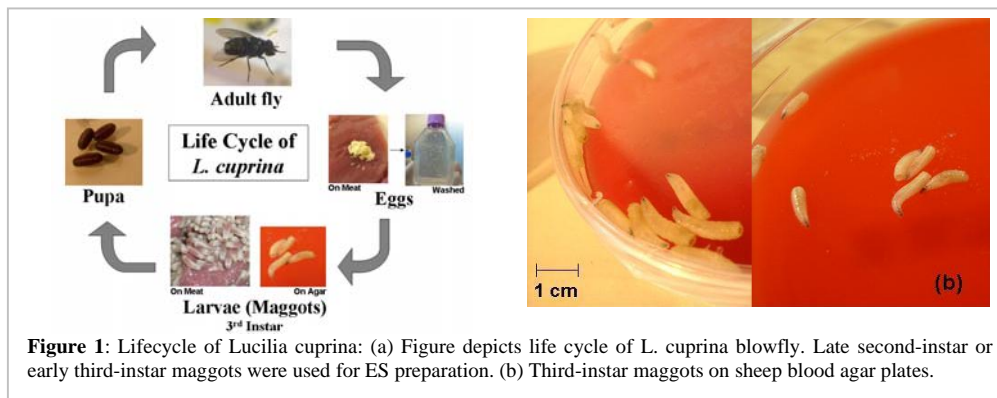 Adult fly
Life Cycle of
L. cuprina
On Meat
Washed
Eggs
Pupa
On Meat
On Agar
Larvae (Maggots)
3rd Instar
1 cm
(b)
Figure 1: Lifecycle of Lucilia cuprina: (a) Figure depicts life cycle of L. cuprina blowfly. Late second-instar or
early third-instar maggots were used for ES preparation. (b) Third-instar maggots on sheep blood agar plates.